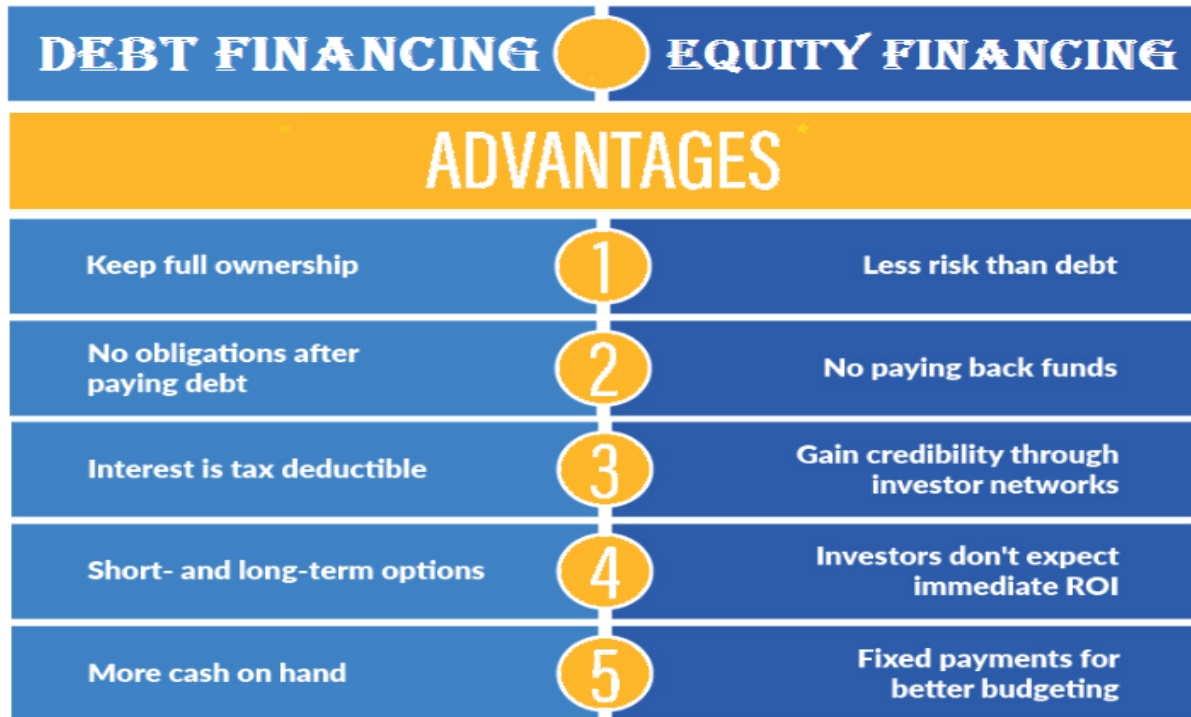 DEBT FINANCING
EQUITY FINANCING
ADVANTAGES
Keep full ownership
1
Less risk than debt
No obligations after
paying debt
2
No paying back funds
Interest is tax deductible
3
Gain credibility through
investor networks
Short- and long-term options
4
Investors don't expect
immediate ROI
More cash on hand
5
Fixed payments for
better budgeting